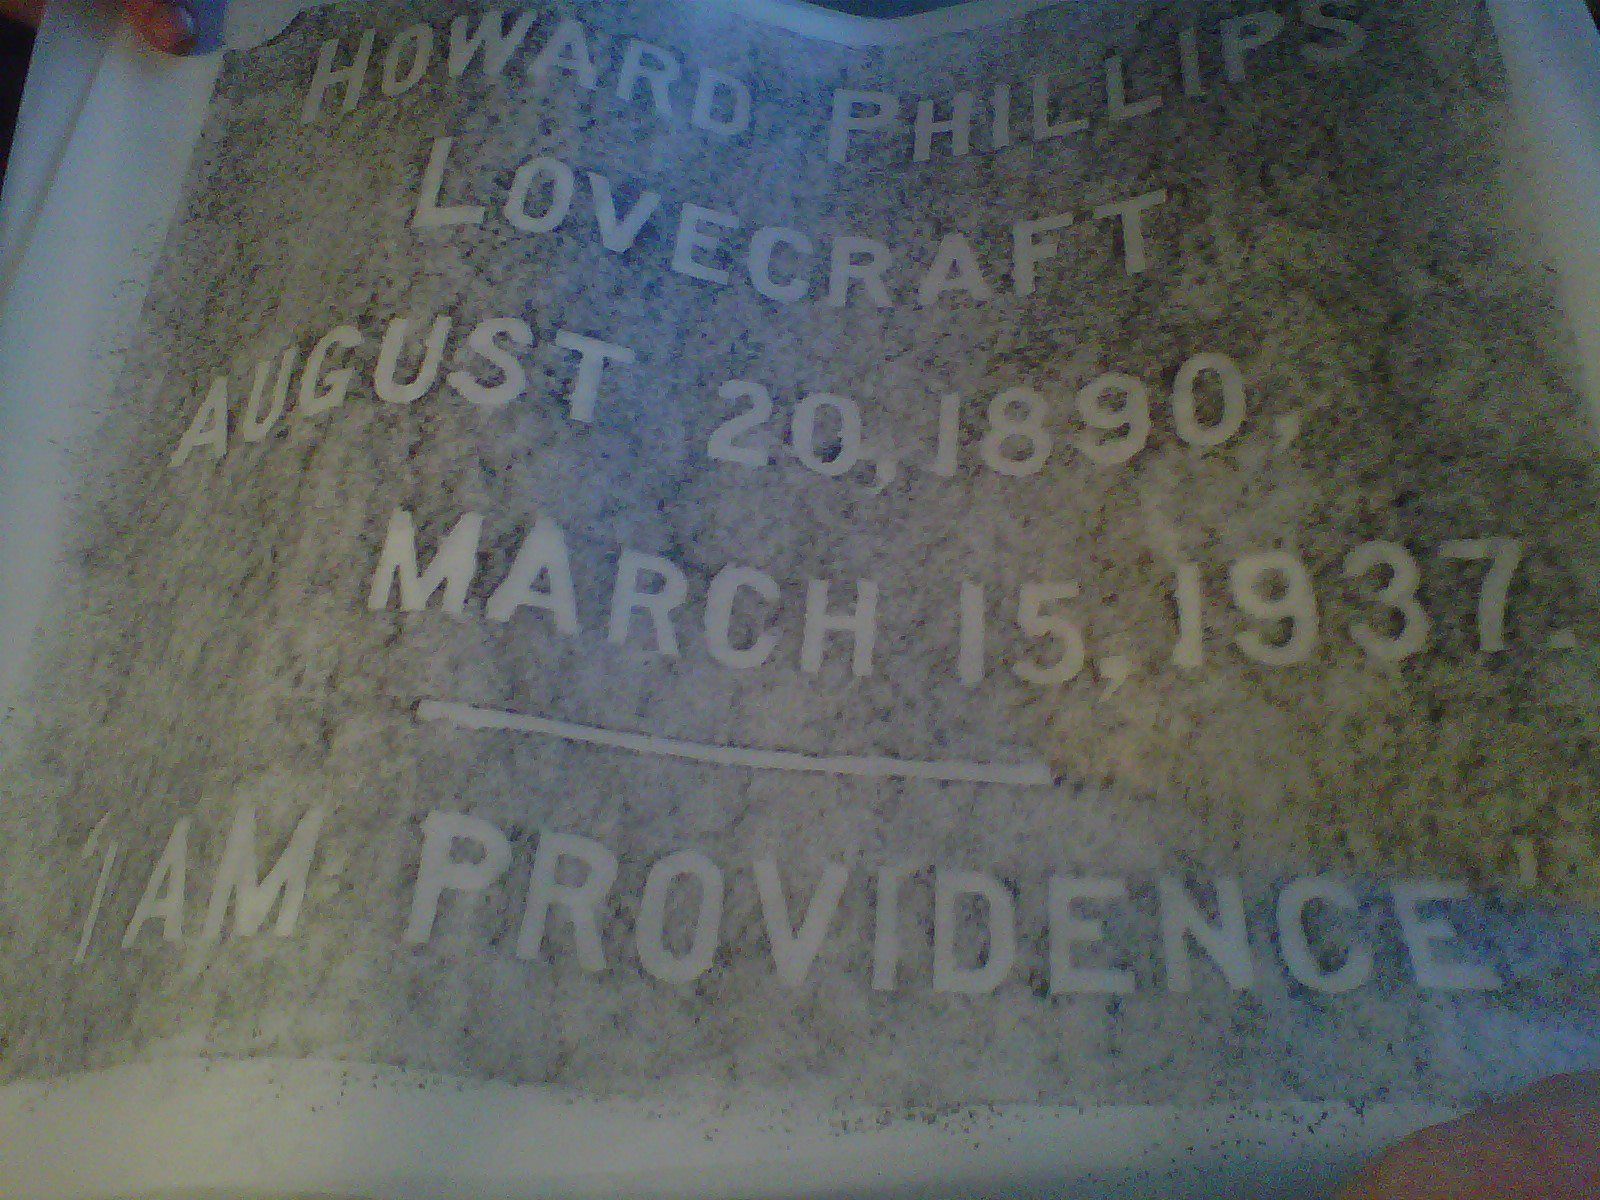 HOWARD PHILLIPS
LOVECRAFT
AUGUST 20, 1890,
MARCH 15, 1937.
'I AM PROVIDENCE'